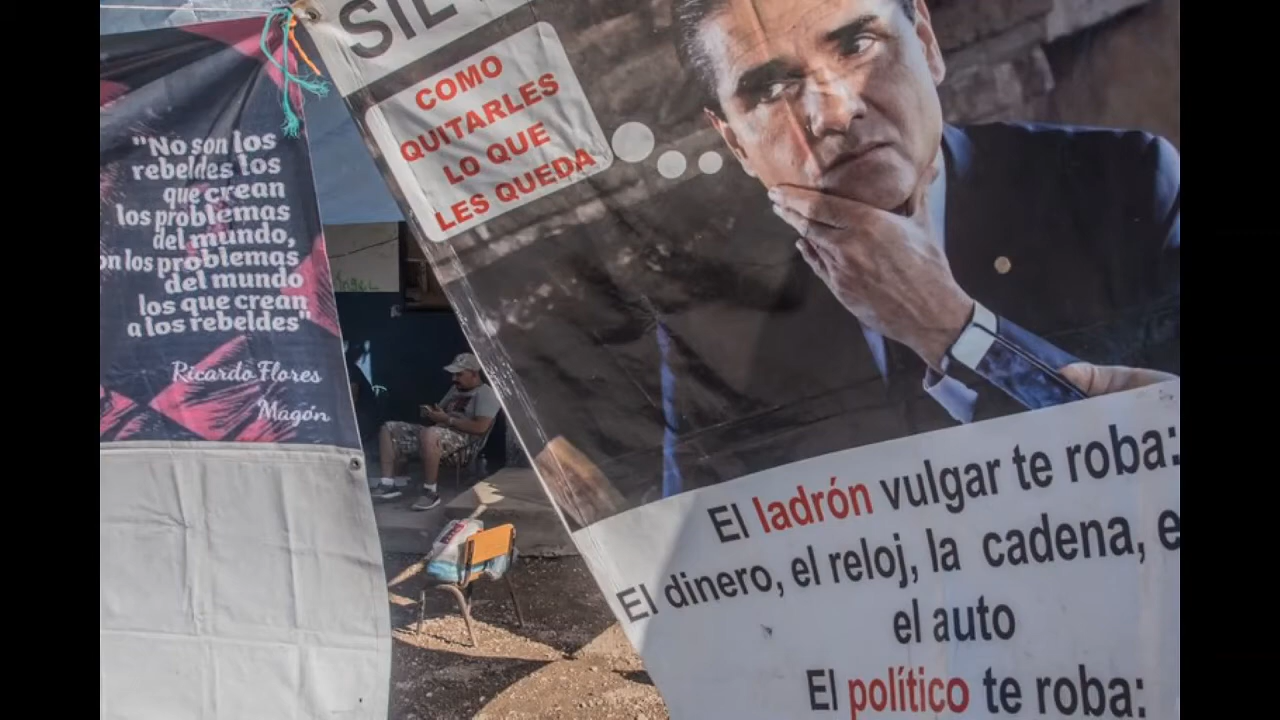 "No son los
rebeldes los
que crean
los problemas
del mundo,
on los problemas
del mundo
los que crean
a los rebeldes"
Ricardo Flores
Magón
COMO
QUITARLES
LO QUE
LES QUEDA
El ladrón vulgar te roba:
El dinero, el reloj, la cadena, e
el auto
El político te roba: